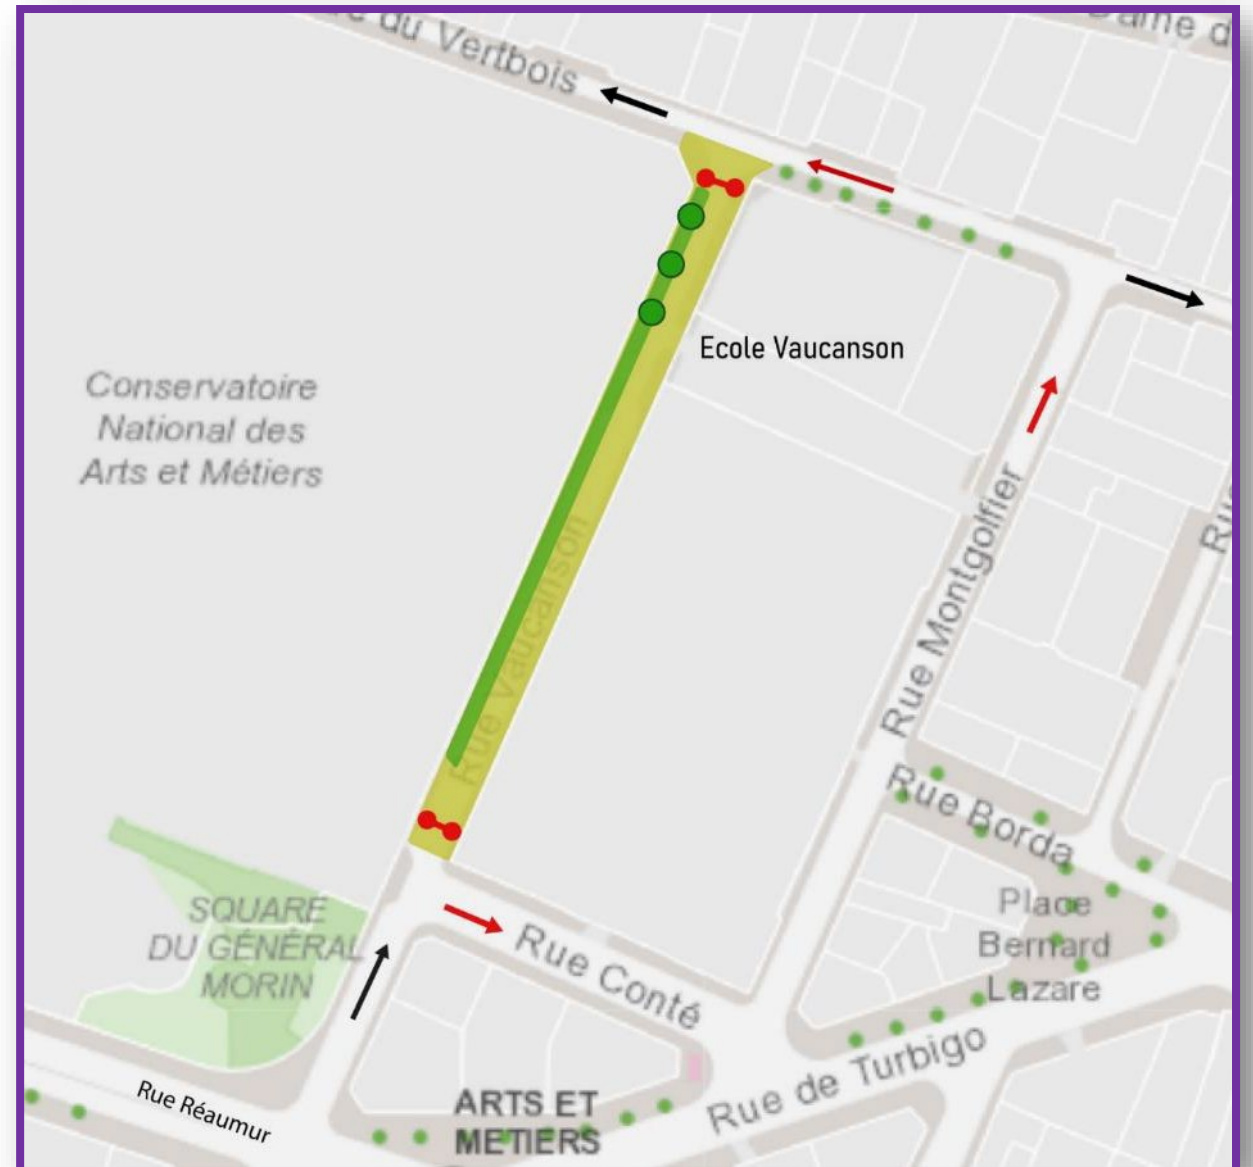 du Vertbois
Dame d
Ecole Vaucanson
Conservatoire
National des
Arts et Métiers
Rue Vaucanson
Rue Montgolfier
Rue Borda
Place
Bernard
Lazare
SQUARE
DU GÉNÉRAL
MORIN
Rue Conté
Rue de Turbigo
Rue Réaumur
ARTS ET
METIERS